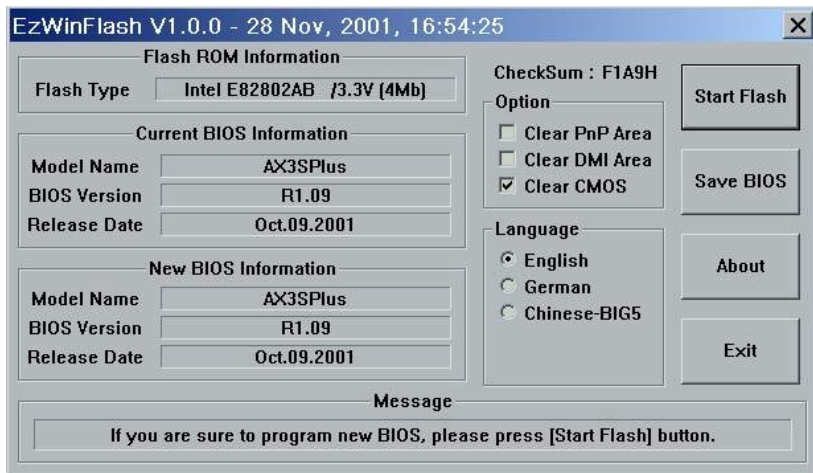 EzWinFlash V1.0.0 - 28 Nov, 2001, 16:54:25
Flash ROM Information
Flash Type Intel E82802AB /3.3V (4Mb)
Current BIOS Information
Model Name AX3SPlus
BIOS Version R1.09
Release Date Oct.09.2001
New BIOS Information
Model Name AX3SPlus
BIOS Version R1.09
Release Date Oct.09.2001
CheckSum : F1A9H
Option
Clear PnP Area
Clear DMI Area
Clear CMOS
Language
English
German
Chinese-BIG5
Start Flash
Save BIOS
About
Exit
Message
If you are sure to program new BIOS, please press [Start Flash] button.